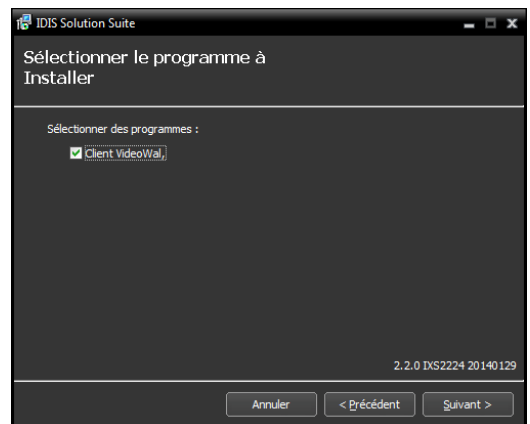 IDIS Solution Suite
Sélectionner le programme à
Installer
Sélectionner des programmes :
Client VideoWal,
2.2.0 IXS2224 20140129
Annuler
< Précédent
Suivant >